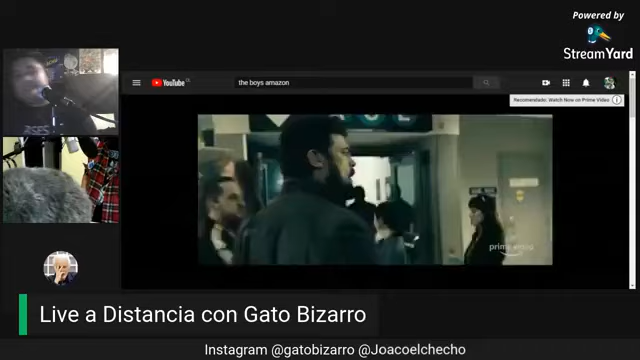 Powered by
StreamYard
YouTube
the boys amazon
Recomendado: Watch Now on Prime Video
prime video
Live a Distancia con Gato Bizarro
Instagram @gatobizarro @Joacoelchecho